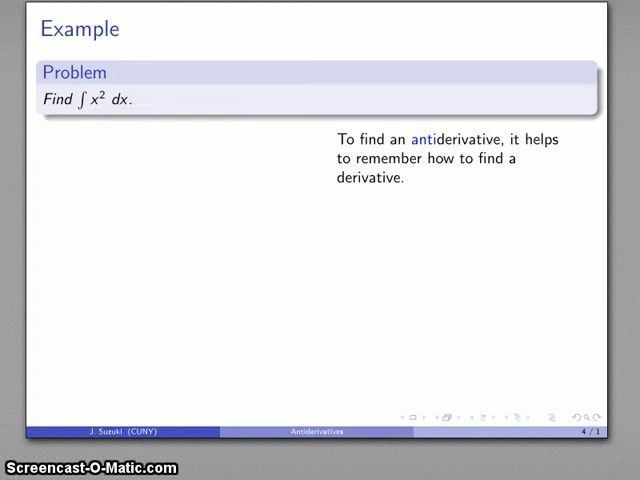 Example
Problem
Find ∫ x² dx.
To find an antiderivative, it helps
to remember how to find a
derivative.
J. Suzuki (CUNY)
Antiderivatives
4 / 1
Screencast-O-Matic.com